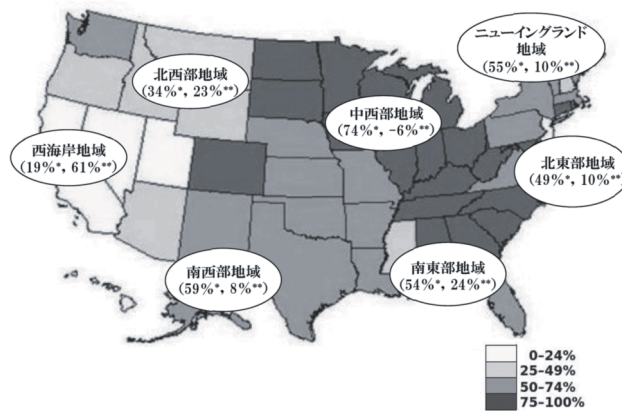 ニューイングランド
地域
(55%*, 10%**)
北西部地域
(34%*, 23%**)
中西部地域
(74%*, -6%**)
西海岸地域
(19%*, 61%**)
北東部地域
(49%*, 10%**)
南西部地域
(59%*, 8%**)
南東部地域
(54%*, 24%**)
0–24%
25–49%
50–74%
75–100%